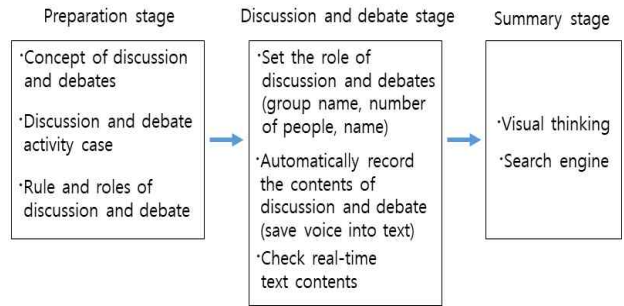 Preparation stage
·Concept of discussion
and debates
·Discussion and debate
activity case
·Rule and roles of
discussion and debate
Discussion and debate stage
·Set the role of
discussion and debates
(group name, number
of people, name)
·Automatically record
the contents of
discussion and debate
(save voice into text)
·Check real-time
text contents
Summary stage
·Visual thinking
·Search engine